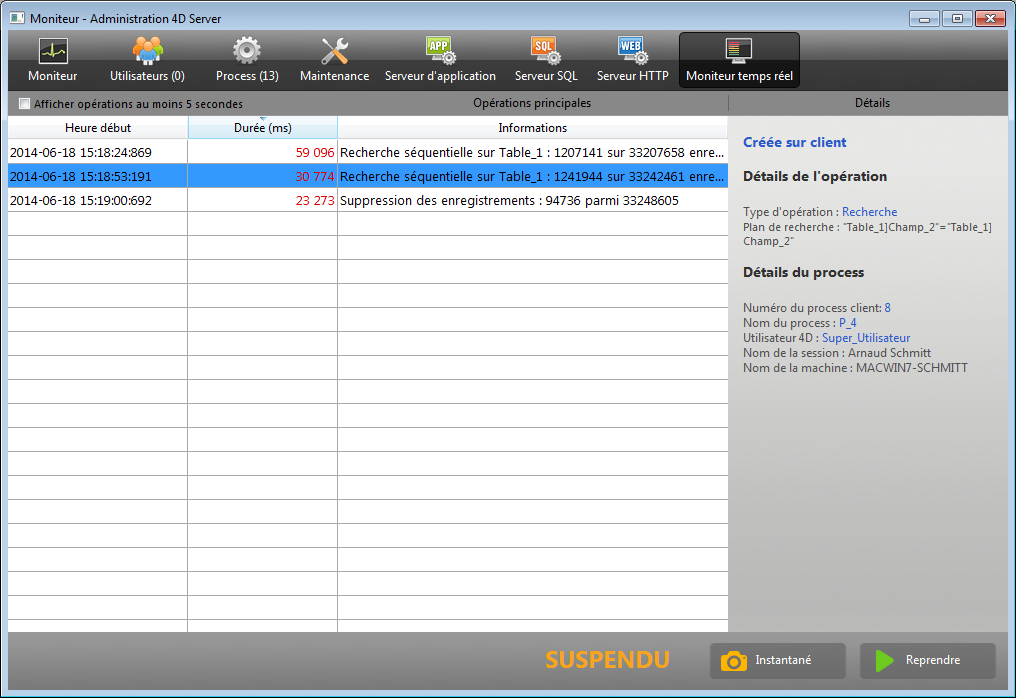 Moniteur - Administration 4D Server
Moniteur
Utilisateurs (0)
Process (13)
Maintenance
APP
Serveur d'application
SQL
Serveur SQL
WEB
Serveur HTTP
Moniteur temps réel
Afficher opérations au moins 5 secondes
Opérations principales
Détails
Heure début Durée (ms) Informations
2014-06-18 15:18:24:869 59 096 Recherche séquentielle sur Table_1 : 1207141 sur 33207658 enre...
2014-06-18 15:18:53:191 30 774 Recherche séquentielle sur Table_1 : 1241944 sur 33242461 enre...
2014-06-18 15:19:00:692 23 273 Suppression des enregistrements : 94736 parmi 33248605
Créée sur client
Détails de l'opération
Type d'opération : Recherche
Plan de recherche : "Table_1]Champ_2"="Table_1]
Champ_2"
Détails du process
Numéro du process client: 8
Nom du process : P_4
Utilisateur 4D : Super_Utilisateur
Nom de la session : Arnaud Schmitt
Nom de la machine : MACWIN7-SCHMITT
SUSPENDU
Instantané
Reprendre